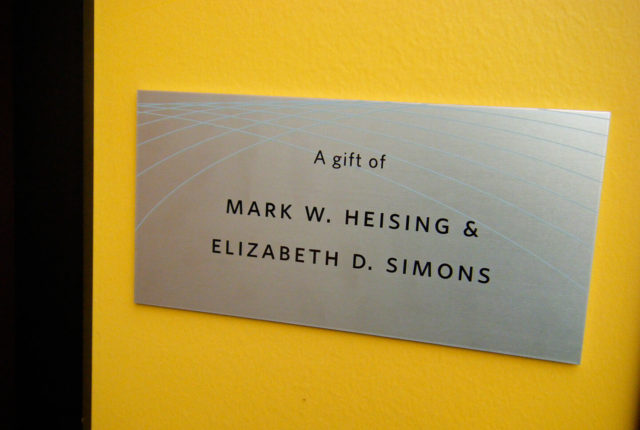 A gift of
MARK W. HEISING &
ELIZABETH D. SIMONS